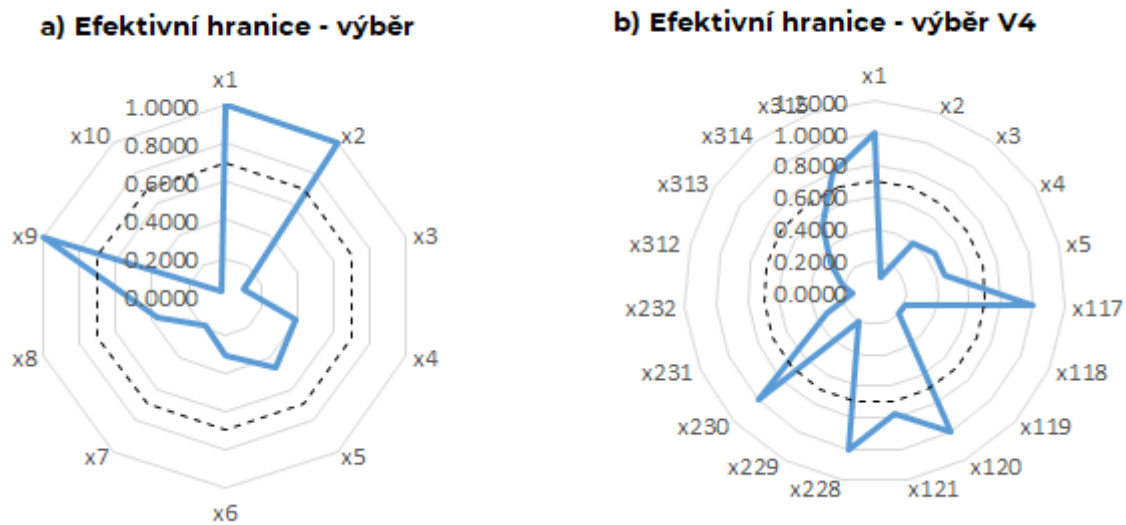 a) Efektivní hranice - výběr
x1
1.0000
x10
x2
0.8000
0.6000
0.4000
x9
x3
0.2000
0.0000
x8
x4
x7
x5
x6
b) Efektivní hranice - výběr V4
x1
x315
1.2000
x2
x314
1.0000
x3
0.8000
x313
x4
0.6000
0.4000
x312
x5
0.2000
0.0000
x232
x117
x231
x118
x230
x119
x229
x120
x228
x121